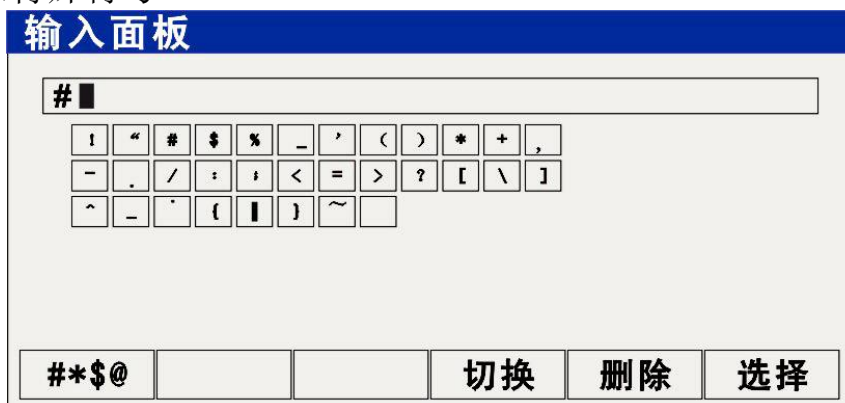 输入面板
#
! “ # $ % _ ’ ( ) * + ,
- . / : ; < = > ? [ \ ]
^ _ ˙ { | } ~
#*$@ 切换 删除 选择